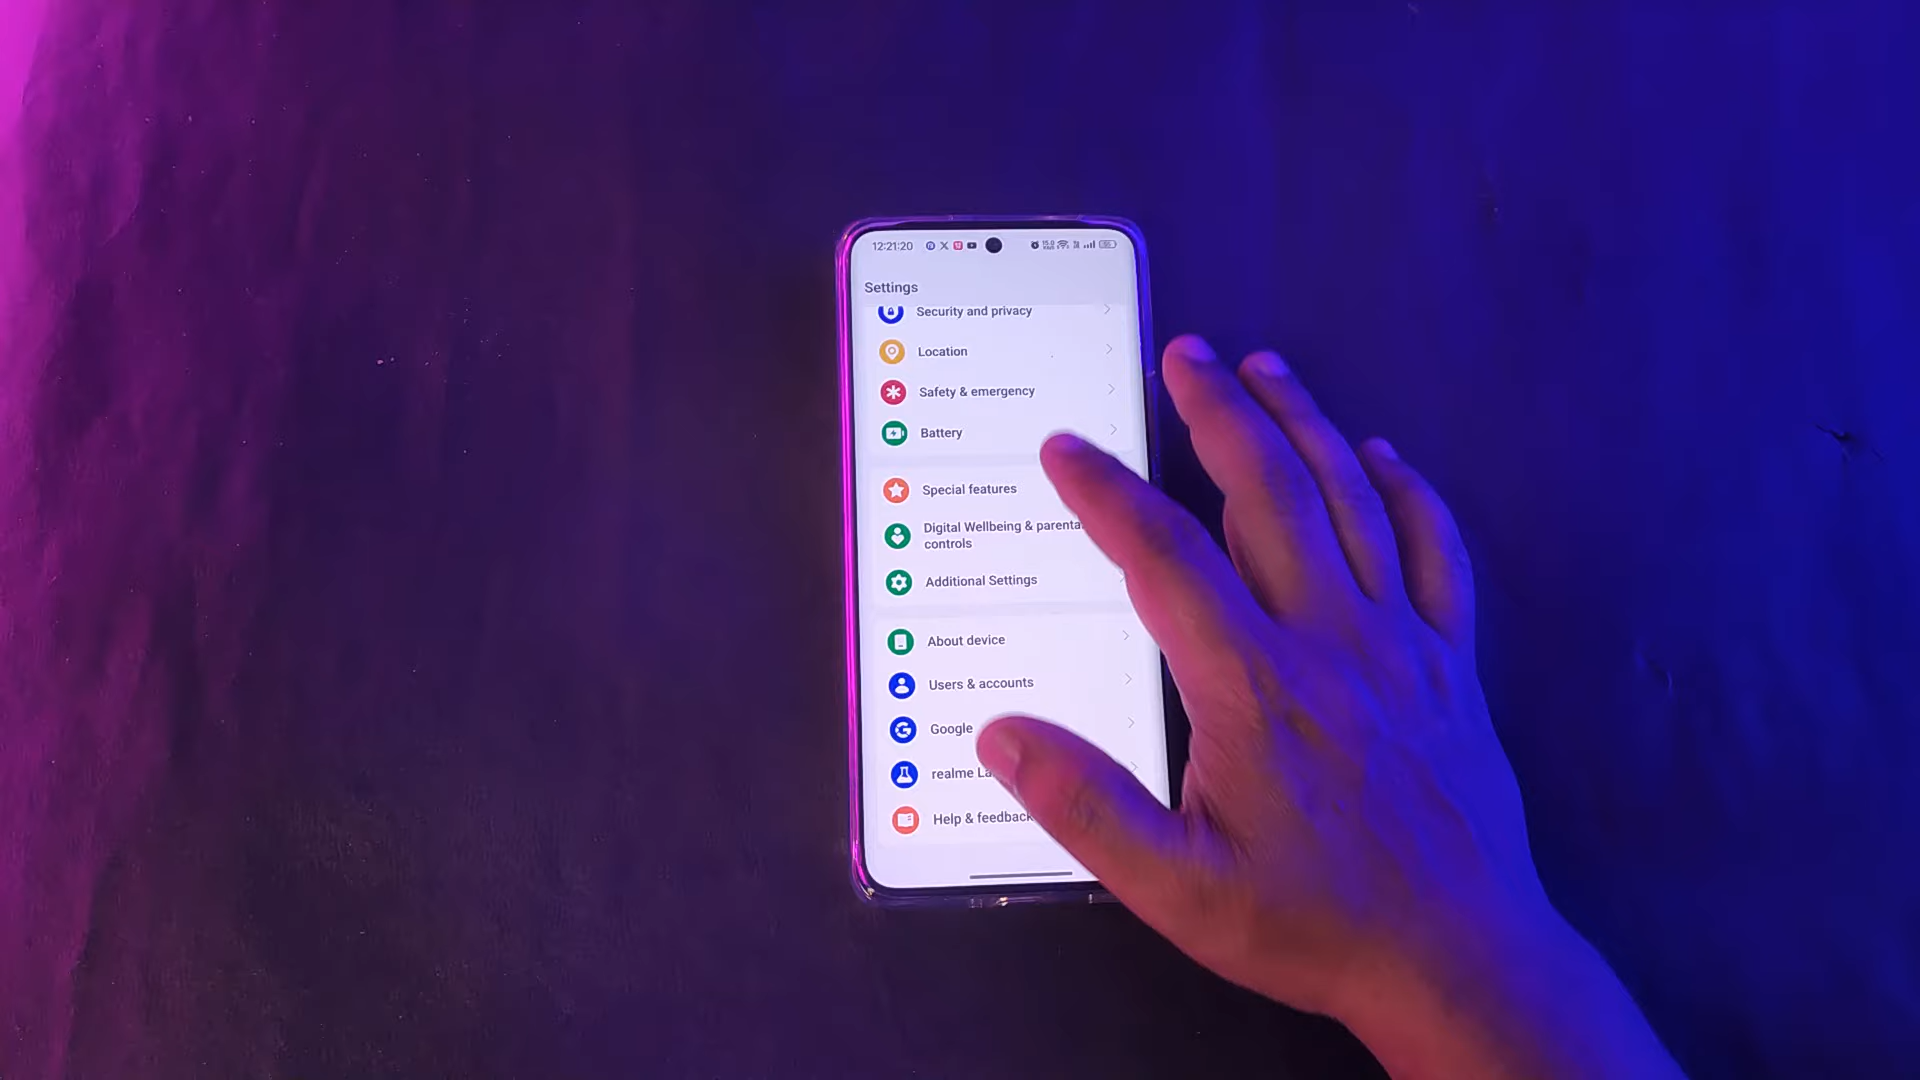 12:21:20
Settings
Security and privacy
Location
Safety & emergency
Battery
Special features
Digital Wellbeing & parenta
controls
Additional Settings
About device
Users & accounts
Google
realme La
Help & feedback